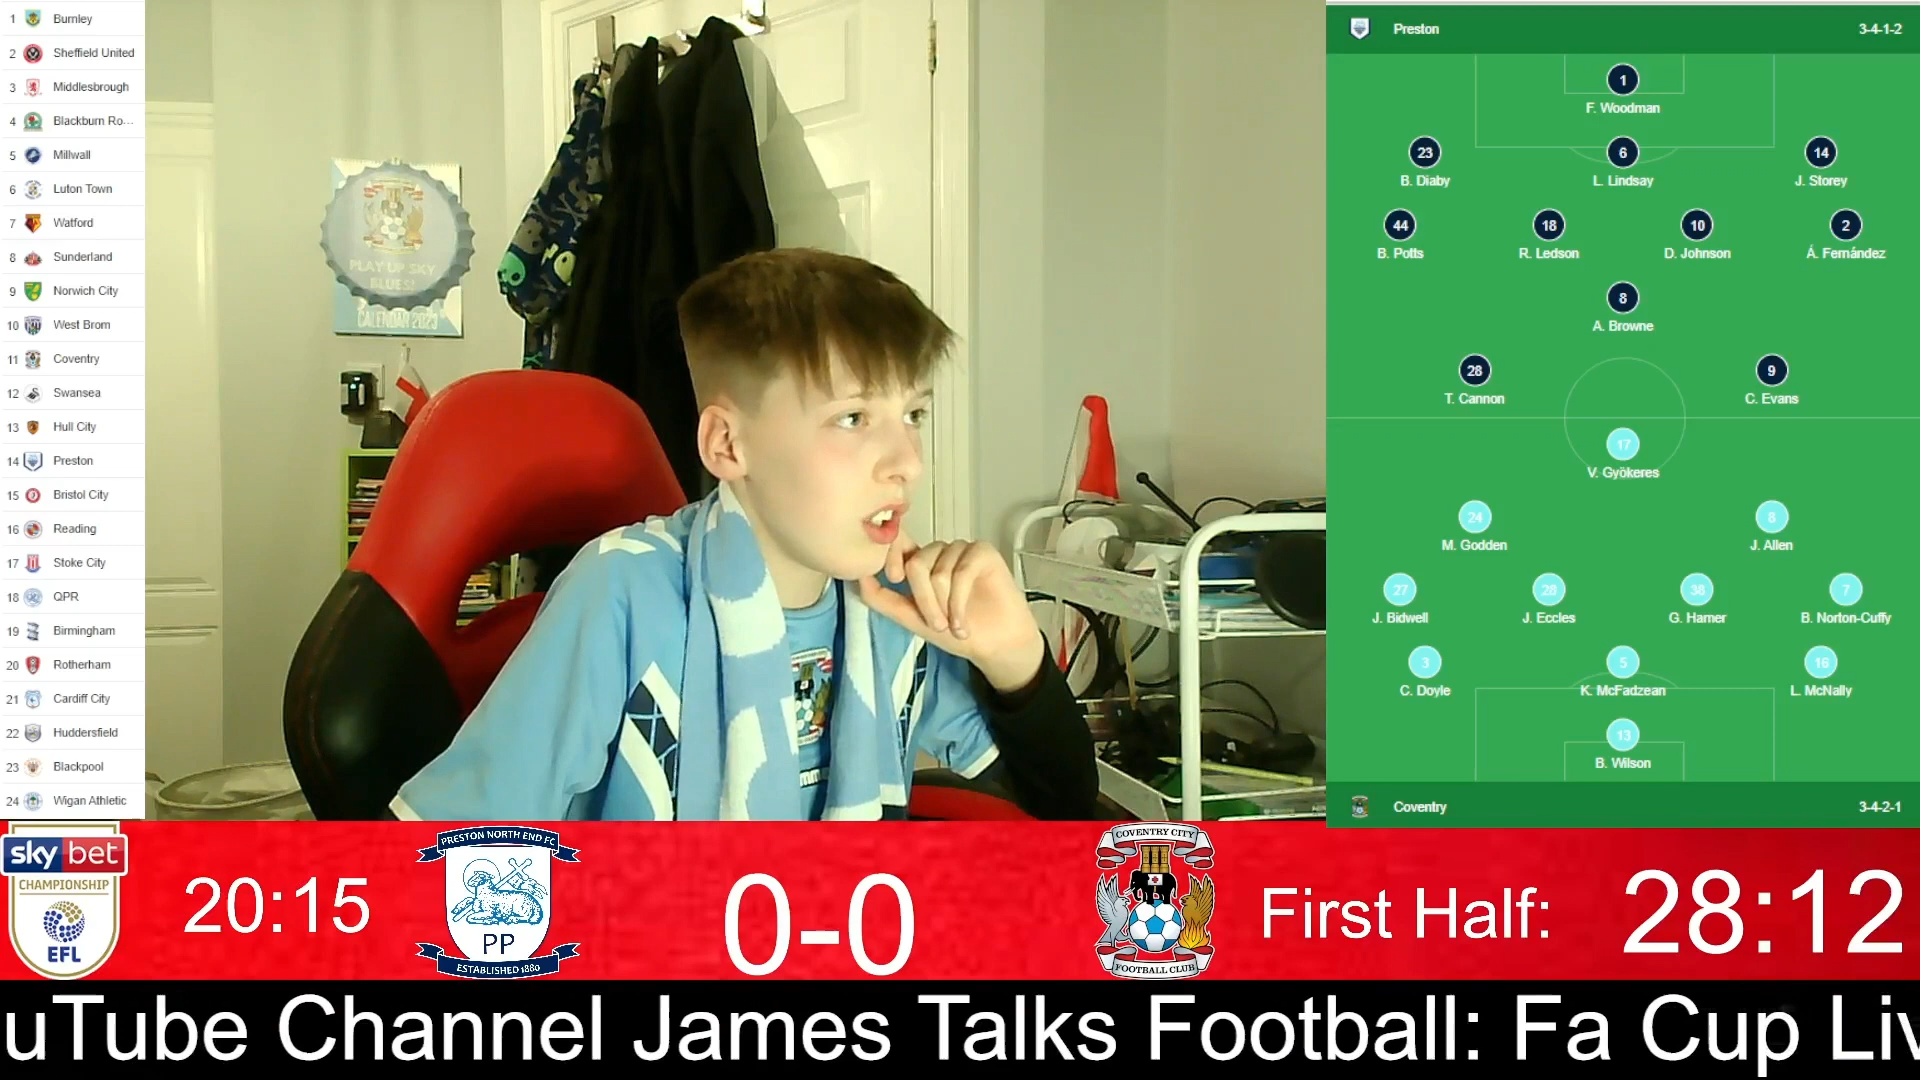 1 Burnley
2 Sheffield United
3 Middlesbrough
4 Blackburn Ro...
5 Millwall
6 Luton Town
7 Watford
8 Sunderland
9 Norwich City
10 West Brom
11 Coventry
12 Swansea
13 Hull City
14 Preston
15 Bristol City
16 Reading
17 Stoke City
18 QPR
19 Birmingham
20 Rotherham
21 Cardiff City
22 Huddersfield
23 Blackpool
24 Wigan Athletic
PLAY UP SKY
BLUES!
CALENDAR 2023
Preston 3-4-1-2
1
F. Woodman
23 6 14
B. Diaby L. Lindsay J. Storey
44 18 10 2
B. Potts R. Ledson D. Johnson Á. Fernández
8
A. Browne
28 9
T. Cannon C. Evans
17
V. Gyökeres
24 8
M. Godden J. Allen
27 28 38 7
J. Bidwell J. Eccles G. Hamer B. Norton-Cuffy
3 5 16
C. Doyle K. McFadzean L. McNally
13
B. Wilson
Coventry 3-4-2-1
sky bet
CHAMPIONSHIP
EFL
20:15
PRESTON NORTH END FC
PP
ESTABLISHED 1880
0-0
COVENTRY CITY
FOOTBALL CLUB
First Half: 28:12
uTube Channel James Talks Football: Fa Cup Liv